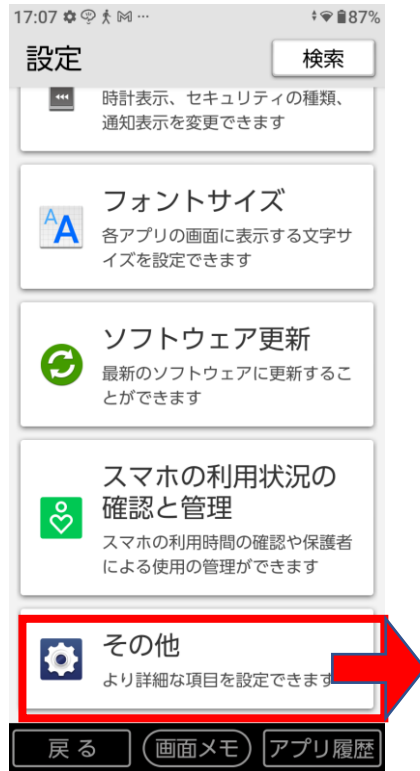 17:07 … 87%
設定 検索
時計表示、セキュリティの種類、
通知表示を変更できます
フォントサイズ
各アプリの画面に表示する文字サ
イズを設定できます
ソフトウェア更新
最新のソフトウェアに更新するこ
とができます
スマホの利用状況の
確認と管理
スマホの利用時間の確認や保護者
による使用の管理ができます
その他
より詳細な項目を設定できます
戻る 画面メモ アプリ履歴